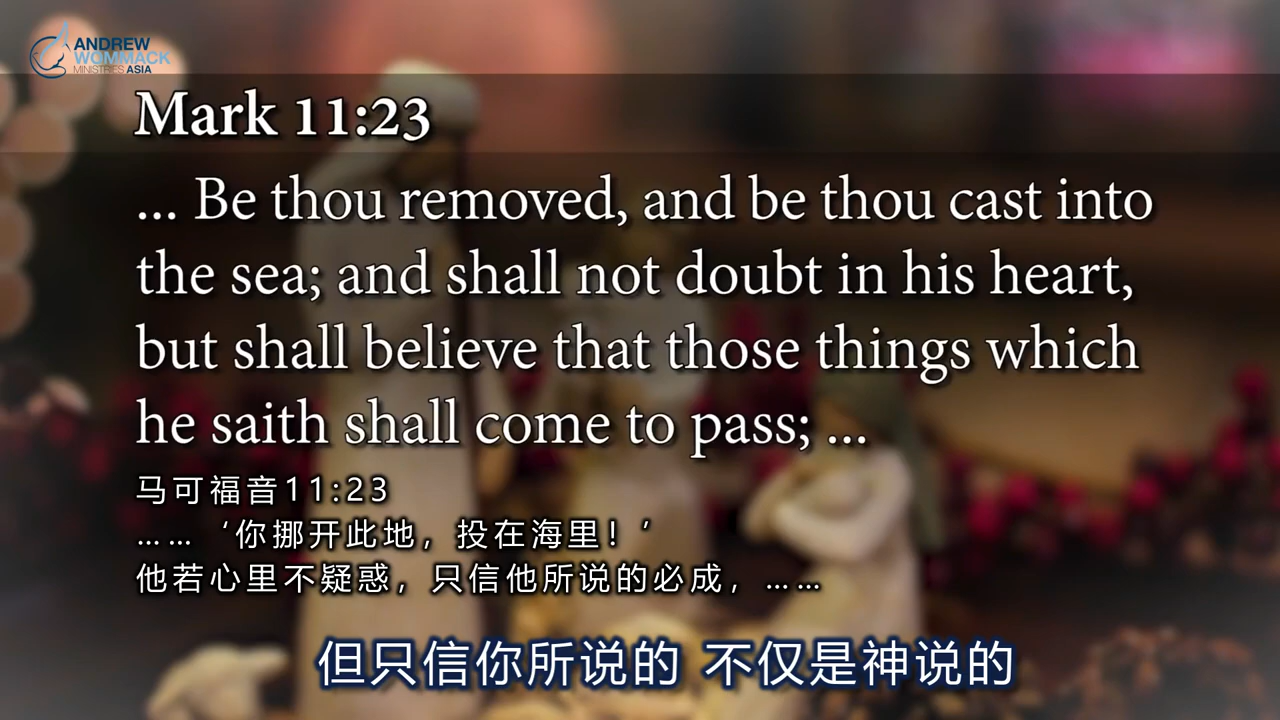 ANDREW
WOMMACK
MINISTRIES ASIA
Mark 11:23
... Be thou removed, and be thou cast into
the sea; and shall not doubt in his heart,
but shall believe that those things which
he saith shall come to pass; ...
马可福音11:23
……‘你挪开此地，投在海里！’
他若心里不疑惑，只信他所说的必成，……
但只信你所说的 不仅是神说的